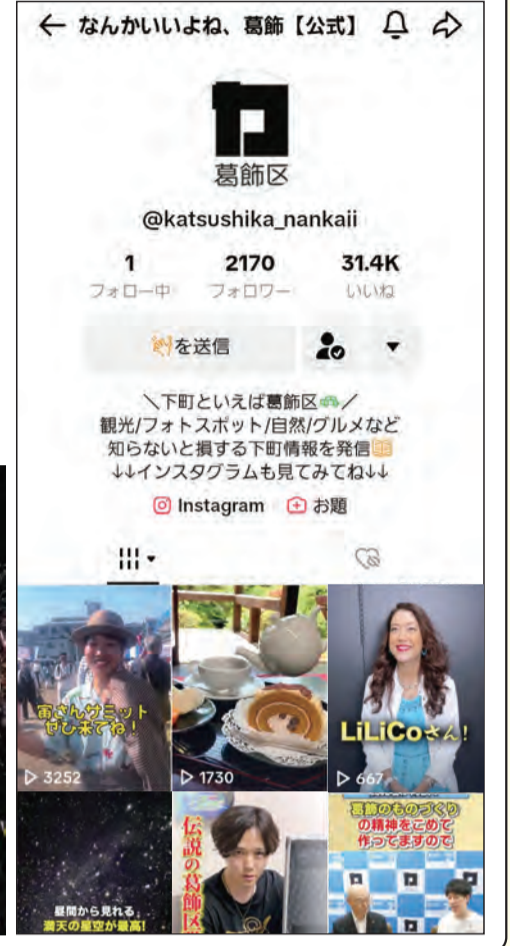 なんかいいよね、葛飾【公式】
葛飾区
@katsushika_nankaii
1 2170 31.4K
フォロー中 フォロワー いいね
を送信
＼下町といえば葛飾区／
観光/フォトスポット/自然/グルメなど
知らないと損する下町情報を発信
↓↓インスタグラムも見てみてね↓↓
Instagram お題
寅さんサミット
ぜひ来てね！
3252
1730
LiLiCoさん！
667
昼間から見れる
満天の星空が最高！
伝説の葛飾区
葛飾のものづくり
の精神をこめて
作ってますので